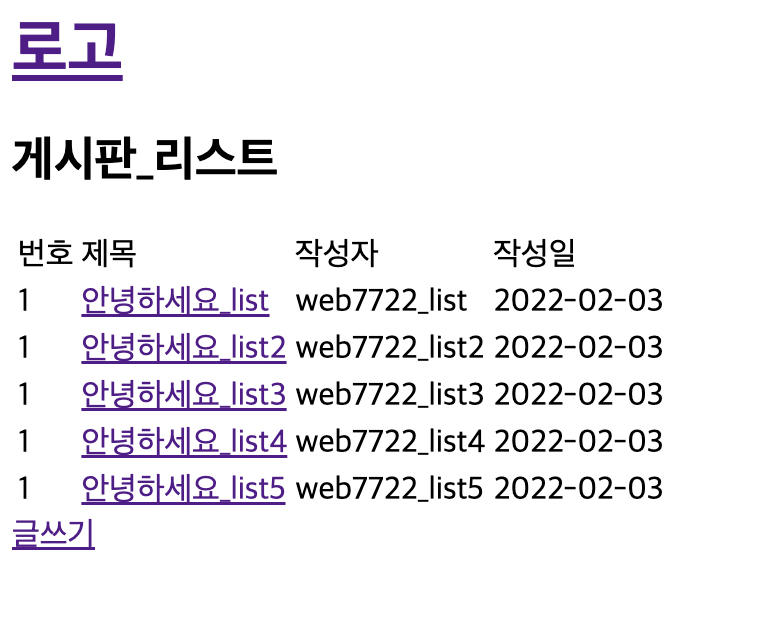 로고
게시판_리스트
번호 제목 작성자 작성일
1 안녕하세요_list web7722_list 2022-02-03
1 안녕하세요_list2 web7722_list2 2022-02-03
1 안녕하세요_list3 web7722_list3 2022-02-03
1 안녕하세요_list4 web7722_list4 2022-02-03
1 안녕하세요_list5 web7722_list5 2022-02-03
글쓰기